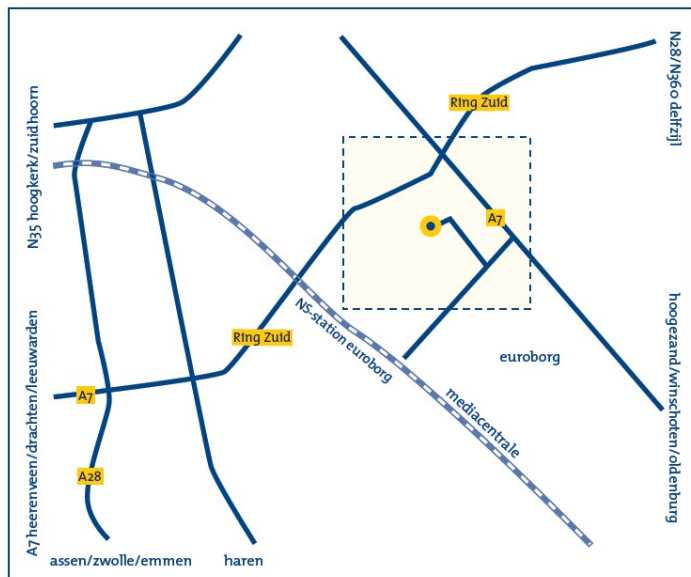 N28/N360 delfzijl
Ring Zuid
N35 hoogkerk/zuidhoorn
A7
hoogezand/winschoten/oldenburg
NS-station euroborg
Ring Zuid
euroborg
A7 heerenveen/drachten/leeuwarden
A7
mediacentrale
A28
assen/zwolle/emmen
haren